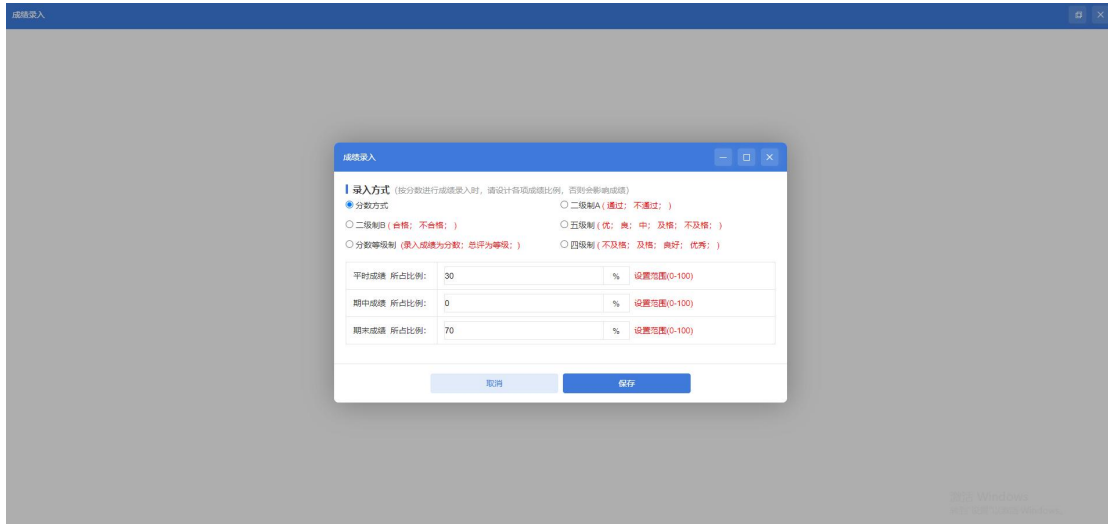 成绩录入
成绩录入
录入方式 (按分数进行成绩录入时，请设计各项成绩比例，否则会影响成绩)
分数方式 二级制A ( 通过； 不通过； )
二级制B ( 合格； 不合格； ) 五级制 ( 优； 良； 中； 及格； 不及格； )
分数等级制 (录入成绩为分数；总评为等级； ) 四级制 ( 不及格； 及格； 良好； 优秀； )
平时成绩 所占比例： 30 % 设置范围(0-100)
期中成绩 所占比例： 0 % 设置范围(0-100)
期末成绩 所占比例： 70 % 设置范围(0-100)
取消 保存
Windows